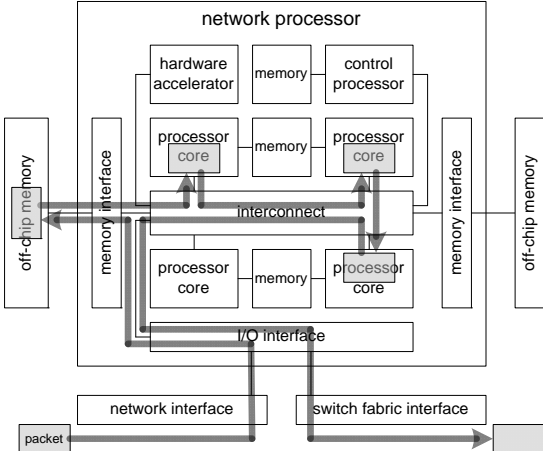 network processor
hardware
accelerator
memory
control
processor
processor
core
memory
processor
core
off-chip memory
memory interface
interconnect
memory interface
off-chip memory
processor
core
memory
processor
core
I/O interface
network interface
switch fabric interface
packet